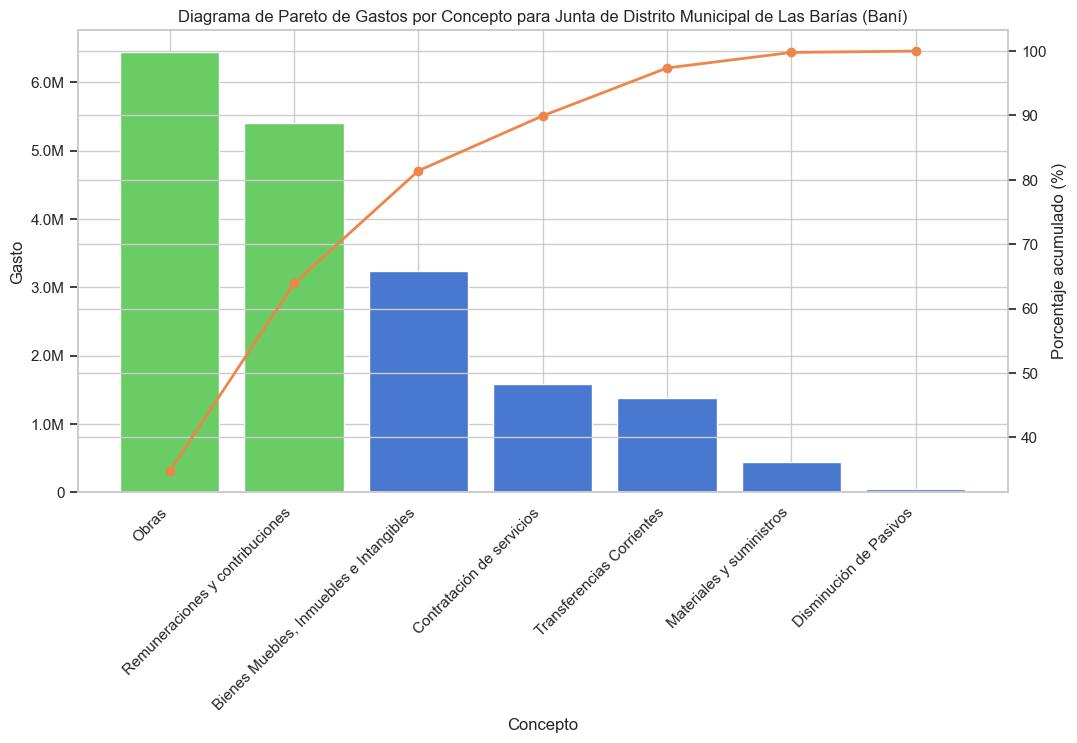 Diagrama de Pareto de Gastos por Concepto para Junta de Distrito Municipal de Las Barías (Baní)
Gasto
6.0M
5.0M
4.0M
3.0M
2.0M
1.0M
0
100
90
80
70
60
50
40
Porcentaje acumulado (%)
Obras
Remuneraciones y contribuciones
Bienes Muebles, Inmuebles e Intangibles
Contratación de servicios
Transferencias Corrientes
Materiales y suministros
Disminución de Pasivos
Concepto